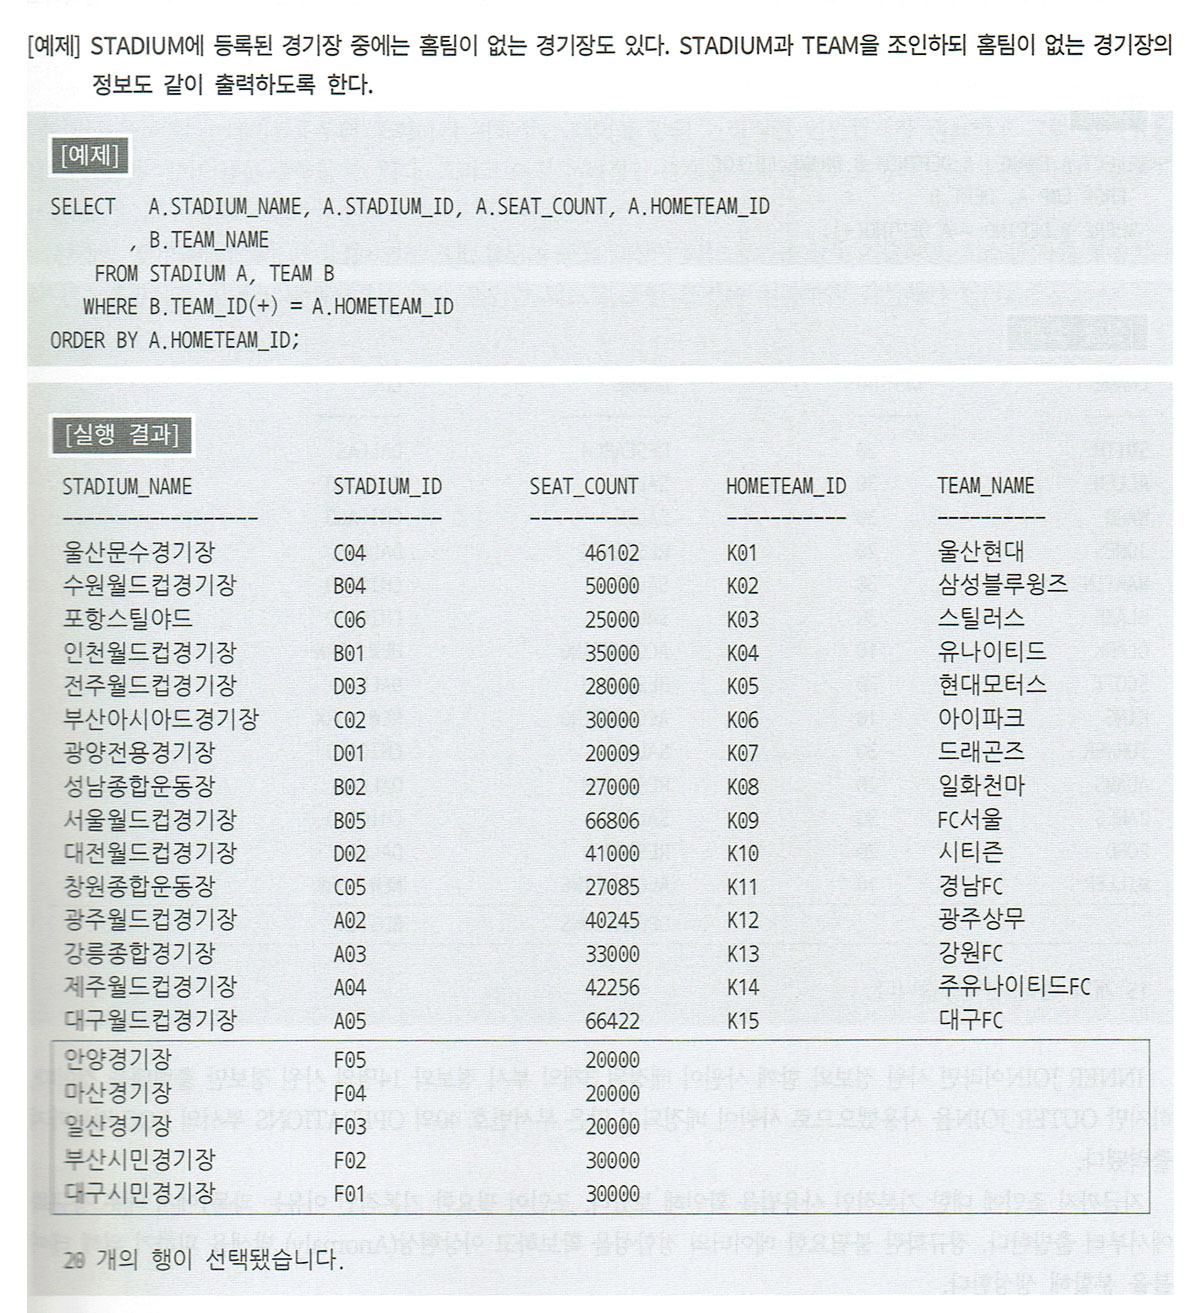 [예제] STADIUM에 등록된 경기장 중에는 홈팀이 없는 경기장도 있다. STADIUM과 TEAM을 조인하되 홈팀이 없는 경기장의
정보도 같이 출력하도록 한다.
[예제]
SELECT A.STADIUM_NAME, A.STADIUM_ID, A.SEAT_COUNT, A.HOMETEAM_ID
, B.TEAM_NAME
FROM STADIUM A, TEAM B
WHERE B.TEAM_ID(+) = A.HOMETEAM_ID
ORDER BY A.HOMETEAM_ID;
[실행 결과]
STADIUM_NAME STADIUM_ID SEAT_COUNT HOMETEAM_ID TEAM_NAME
울산문수경기장 C04 46102 K01 울산현대
수원월드컵경기장 B04 50000 K02 삼성블루윙즈
포항스틸야드 C06 25000 K03 스틸러스
인천월드컵경기장 B01 35000 K04 유나이티드
전주월드컵경기장 D03 28000 K05 현대모터스
부산아시아드경기장 C02 30000 K06 아이파크
광양전용경기장 D01 20009 K07 드래곤즈
성남종합운동장 B02 27000 K08 일화천마
서울월드컵경기장 B05 66806 K09 FC서울
대전월드컵경기장 D02 41000 K10 시티즌
창원종합운동장 C05 27085 K11 경남FC
광주월드컵경기장 A02 40245 K12 광주상무
강릉종합경기장 A03 33000 K13 강원FC
제주월드컵경기장 A04 42256 K14 주유나이티드FC
대구월드컵경기장 A05 66422 K15 대구FC
안양경기장 F05 20000
마산경기장 F04 20000
일산경기장 F03 20000
부산시민경기장 F02 30000
대구시민경기장 F01 30000
20 개의 행이 선택됐습니다.